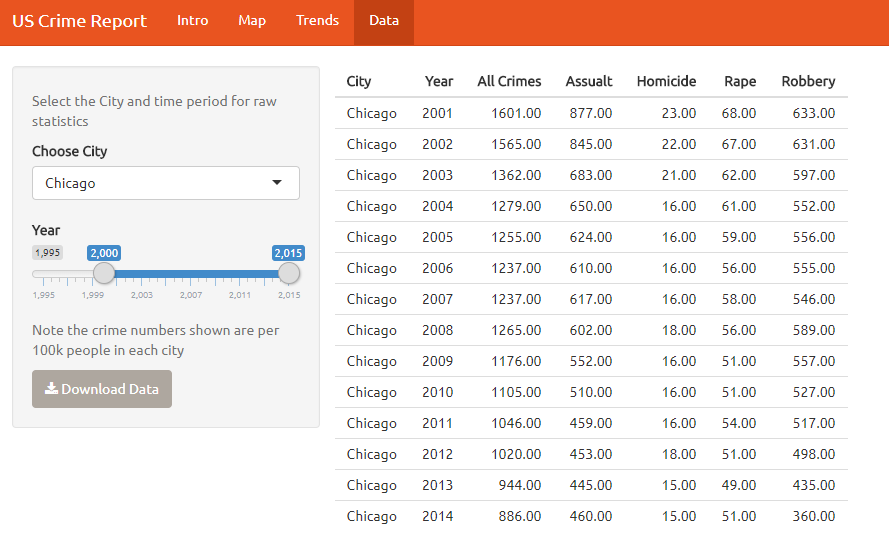 US Crime Report Intro Map Trends Data
Select the City and time period for raw
statistics
Choose City
Chicago
Year
1,995 2,000 2,015
1,995 1,999 2,003 2,007 2,011 2,015
Note the crime numbers shown are per
100k people in each city
Download Data
City Year All Crimes Assualt Homicide Rape Robbery
Chicago 2001 1601.00 877.00 23.00 68.00 633.00
Chicago 2002 1565.00 845.00 22.00 67.00 631.00
Chicago 2003 1362.00 683.00 21.00 62.00 597.00
Chicago 2004 1279.00 650.00 16.00 61.00 552.00
Chicago 2005 1255.00 624.00 16.00 59.00 556.00
Chicago 2006 1237.00 610.00 16.00 56.00 555.00
Chicago 2007 1237.00 617.00 16.00 58.00 546.00
Chicago 2008 1265.00 602.00 18.00 56.00 589.00
Chicago 2009 1176.00 552.00 16.00 51.00 557.00
Chicago 2010 1105.00 510.00 16.00 51.00 527.00
Chicago 2011 1046.00 459.00 16.00 54.00 517.00
Chicago 2012 1020.00 453.00 18.00 51.00 498.00
Chicago 2013 944.00 445.00 15.00 49.00 435.00
Chicago 2014 886.00 460.00 15.00 51.00 360.00